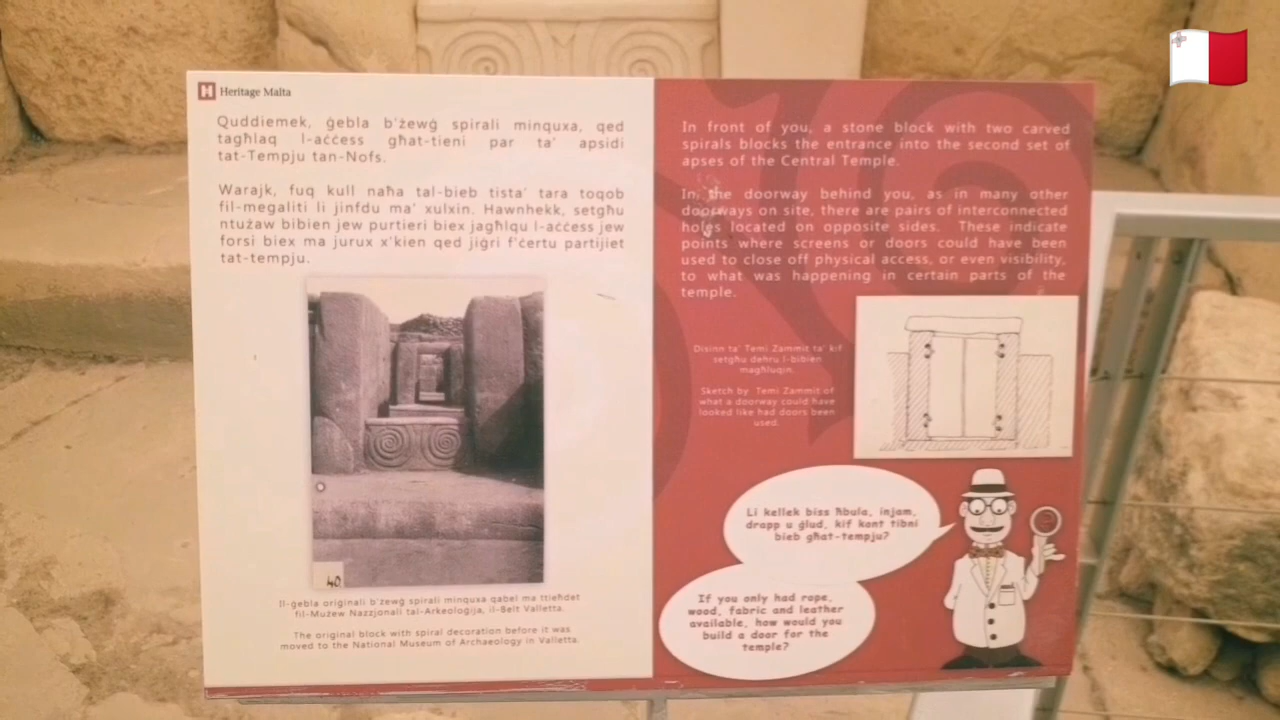 Heritage Malta
Quddiemek, ġebla b'żewġ spirali minquxa, qed
tagħlaq l-aċċess għat-tieni par ta' apsidi
tat-Tempju tan-Nofs.
Warajk, fuq kull naħa tal-bieb tista' tara toqob
fil-megaliti li jinfdu ma' xulxin. Hawnhekk, setgħu
ntużaw bibien jew purtieri biex jagħlqu l-aċċess jew
forsi biex ma jurux x'kien qed jiġri f'ċertu partijiet
tat-tempju.
40
Il-ġebla oriġinali b'żewġ spirali minquxa qabel ma ttieħdet
fil-Mużew Nazzjonali tal-Arkeoloġija, il-Belt Valletta.
The original block with spiral decoration before it was
moved to the National Museum of Archaeology in Valletta.
In front of you, a stone block with two carved
spirals blocks the entrance into the second set of
apses of the Central Temple.
In the doorway behind you, as in many other
doorways on site, there are pairs of interconnected
holes located on opposite sides. These indicate
points where screens or doors could have been
used to close off physical access, or even visibility,
to what was happening in certain parts of the
temple.
Disinn ta' Temi Zammit ta' kif
setgħu dehru l-bibien
magħluqin.
Sketch by Temi Zammit of
what a doorway could have
looked like had doors been
used.
Li kellek biss ħbula, injam,
drapp u ġlud, kif kont tibni
bieb għat-tempju?
If you only had rope,
wood, fabric and leather
available, how would you
build a door for the
temple?